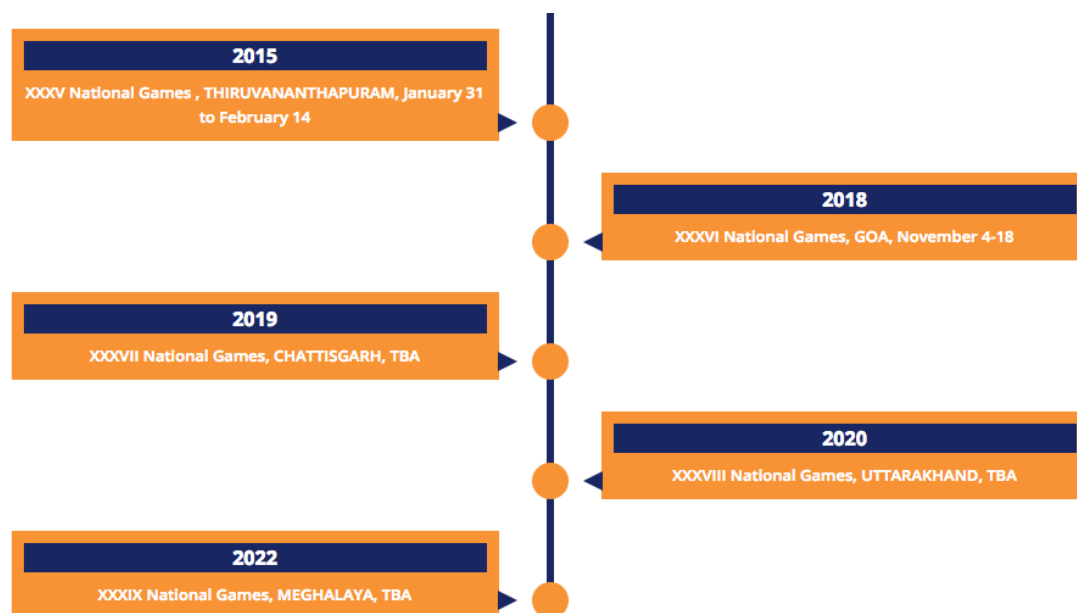 2015
XXXV National Games , THIRUVANANTHAPURAM, January 31
to February 14
2018
XXXVI National Games, GOA, November 4-18
2019
XXXVII National Games, CHATTISGARH, TBA
2020
XXXVIII National Games, UTTARAKHAND, TBA
2022
XXXIX National Games, MEGHALAYA, TBA